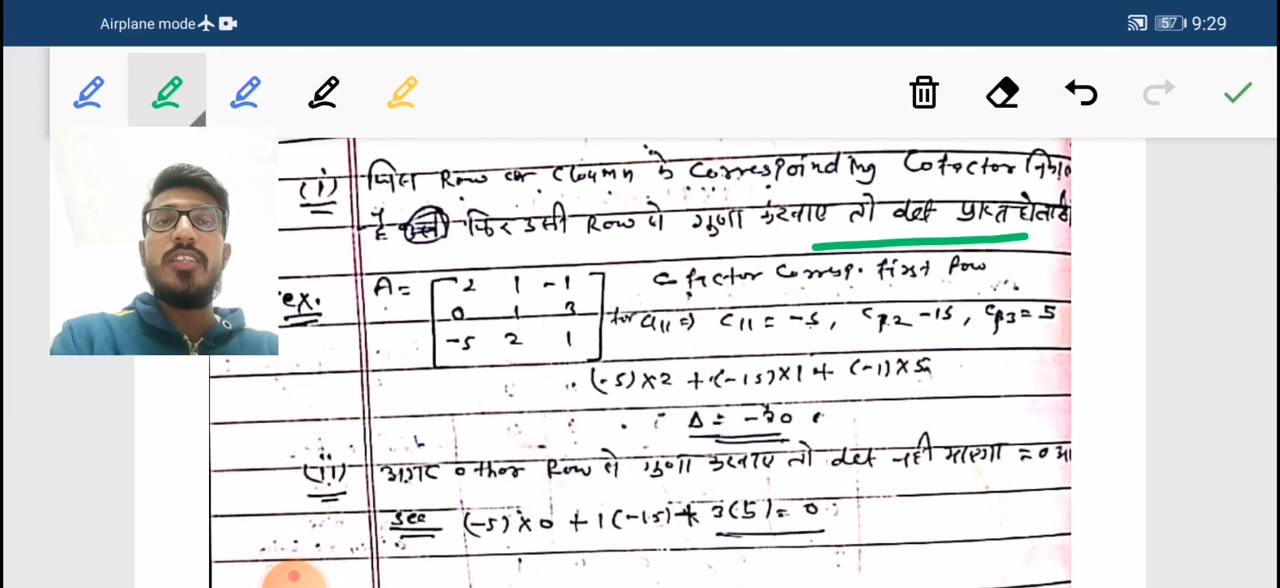 Airplane mode 57 9:29
(i) जिस Row or Cloumn के Corresponding Cofactor
है फिर उसी Row से गुणा करवाए तो det प्राप्त होता है
ex. A = 2 1 -1 Cofactor Corresp. first Row
0 1 3 for a11 => C11 = -5, C12 -15, C13 = 5
-5 2 1
∴ (-5)×2 + (-15)×1 + (-1)×5
Δ = -30
(ii) अगर other Row से गुणा करवाए तो det नही आएगा = 0
see (-5)×0 + 1(-15) + 3(5) = 0